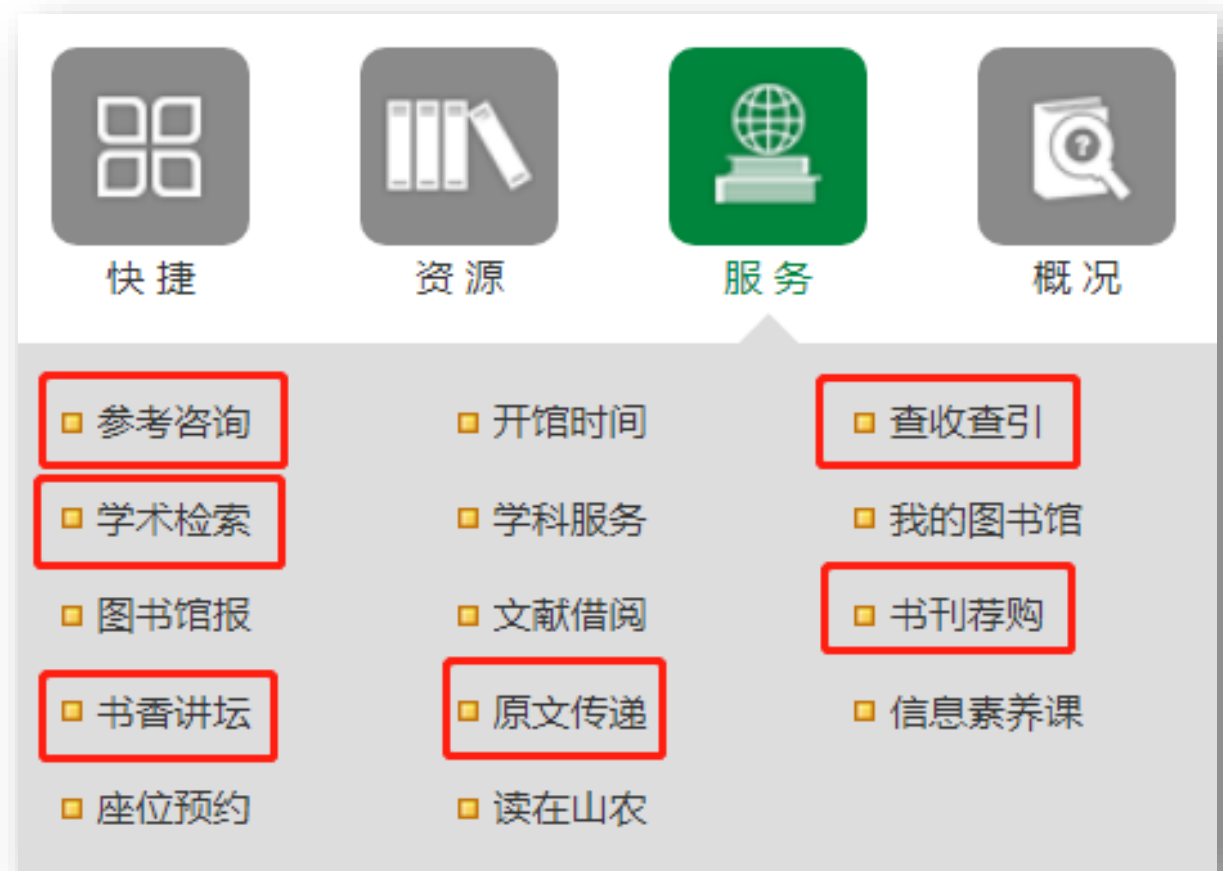 快捷 资源 服务 概况
参考咨询 开馆时间 查收查引
学术检索 学科服务 我的图书馆
图书馆报 文献借阅 书刊荐购
书香讲坛 原文传递 信息素养课
座位预约 读在山农